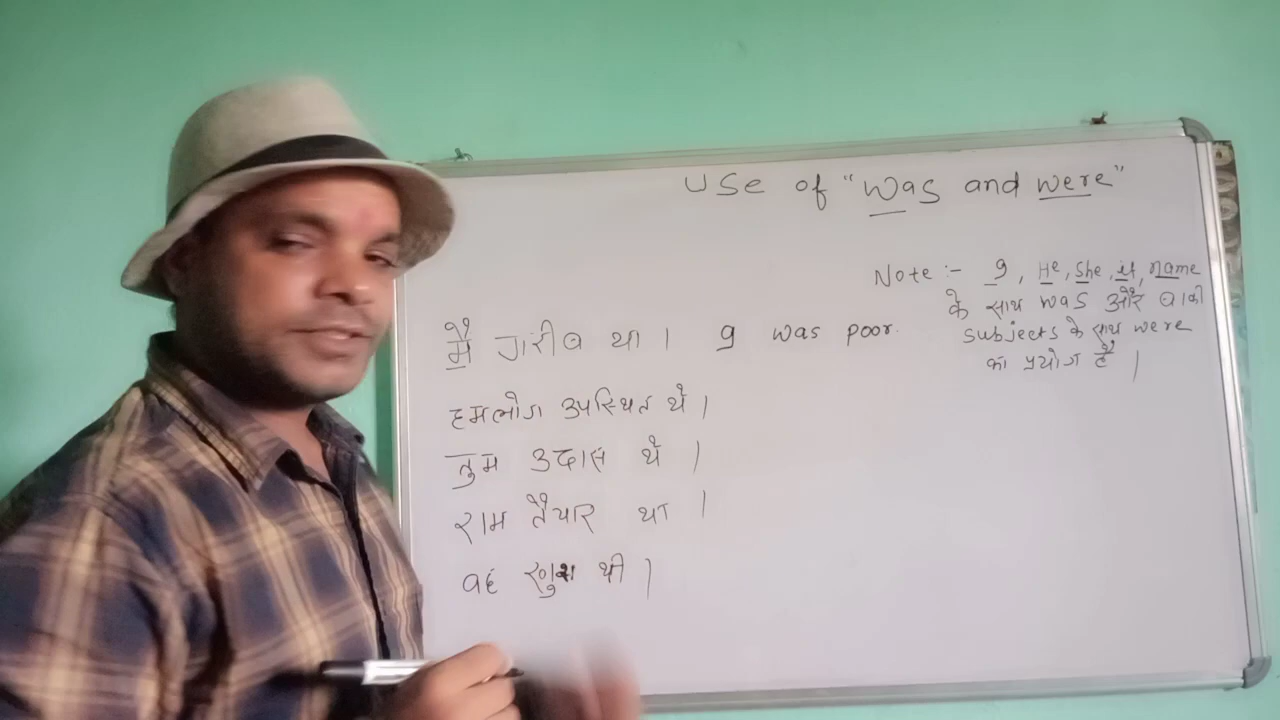 Use of "was and were"
Note :- I, He, She, it, name
के साथ was और बाकी
subjects के साथ were
का प्रयोग है ।
मैं गरीब था । I was poor.
हमलोग उपस्थित थे ।
तुम उदास थे ।
राम तैयार था ।
वह खुश थी ।